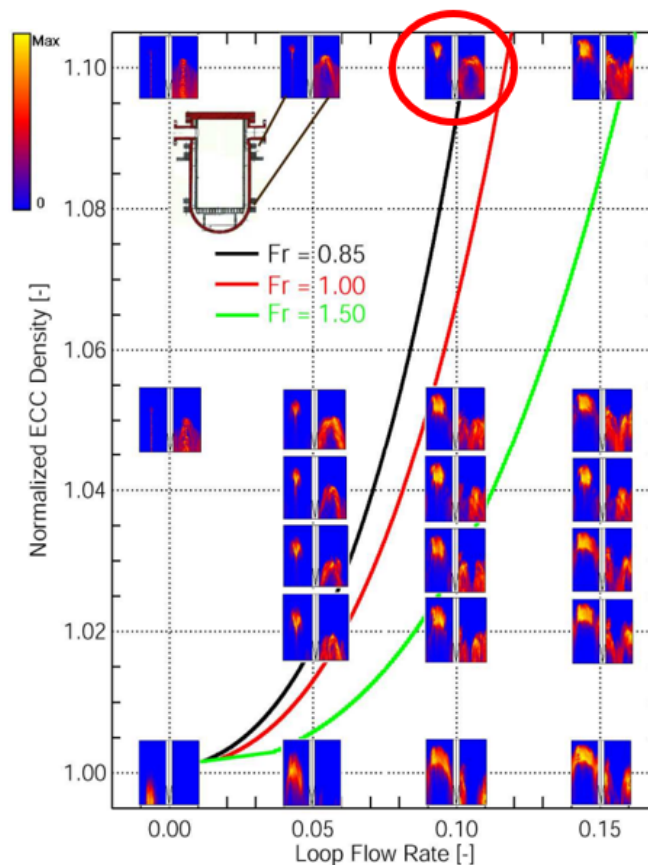 Max
0
1.10
1.08
1.06
1.04
1.02
1.00
Normalized ECC Density [-]
Fr = 0.85
Fr = 1.00
Fr = 1.50
0.00 0.05 0.10 0.15
Loop Flow Rate [-]